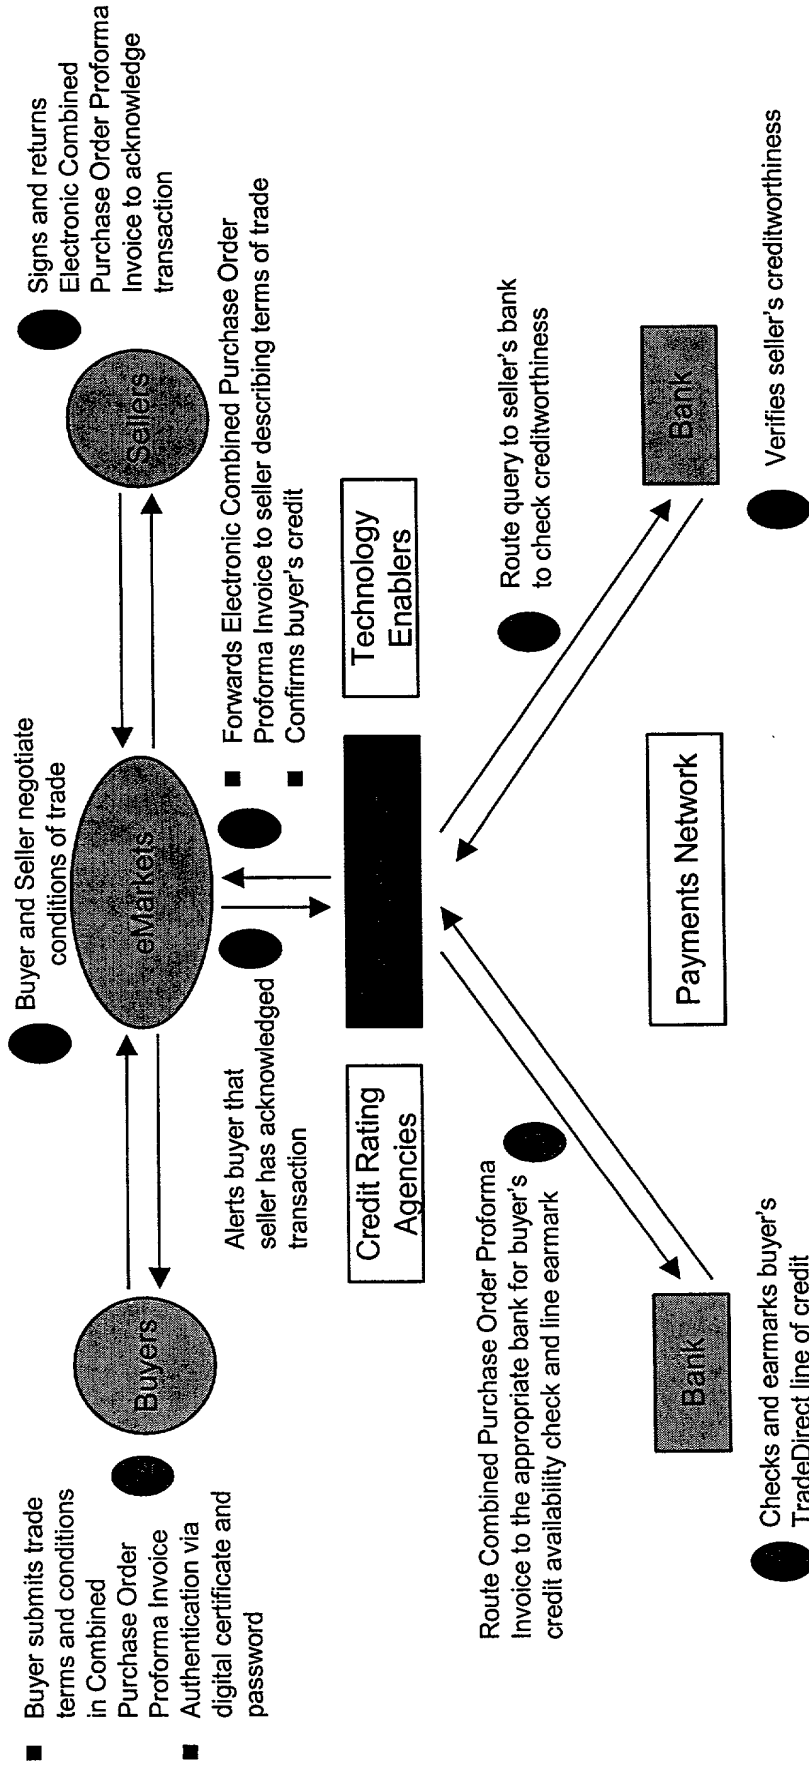 Buyer and Seller negotiate
conditions of trade
Signs and returns
Electronic Combined
Purchase Order Proforma
Invoice to acknowledge
transaction
■ Buyer submits trade
terms and conditions
in Combined
Purchase Order
Proforma Invoice
■ Authentication via
digital certificate and
password
Buyers
eMarkets
Sellers
Alerts buyer that
seller has acknowledged
transaction
■ Forwards Electronic Combined Purchase Order
Proforma Invoice to seller describing terms of trade
■ Confirms buyer's credit
Credit Rating
Agencies
Technology
Enablers
Route Combined Purchase Order Proforma
Invoice to the appropriate bank for buyer's
credit availability check and line earmark
Route query to seller's bank
to check creditworthiness
Bank
Payments Network
Bank
Checks and earmarks buyer's
TradeDirect line of credit
Verifies seller's creditworthiness